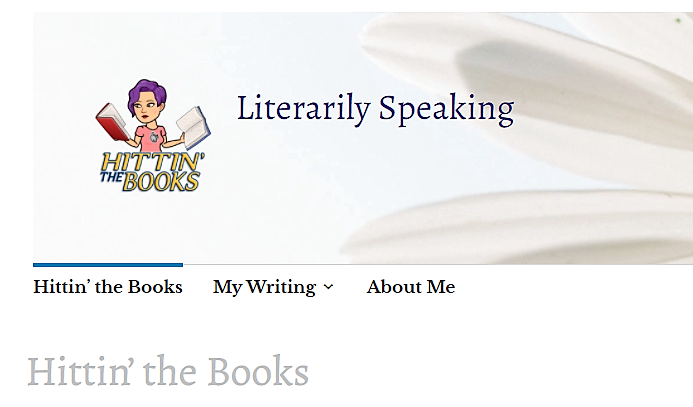 Literarily Speaking
HITTIN'
THE BOOKS
Hittin’ the Books My Writing About Me
Hittin’ the Books